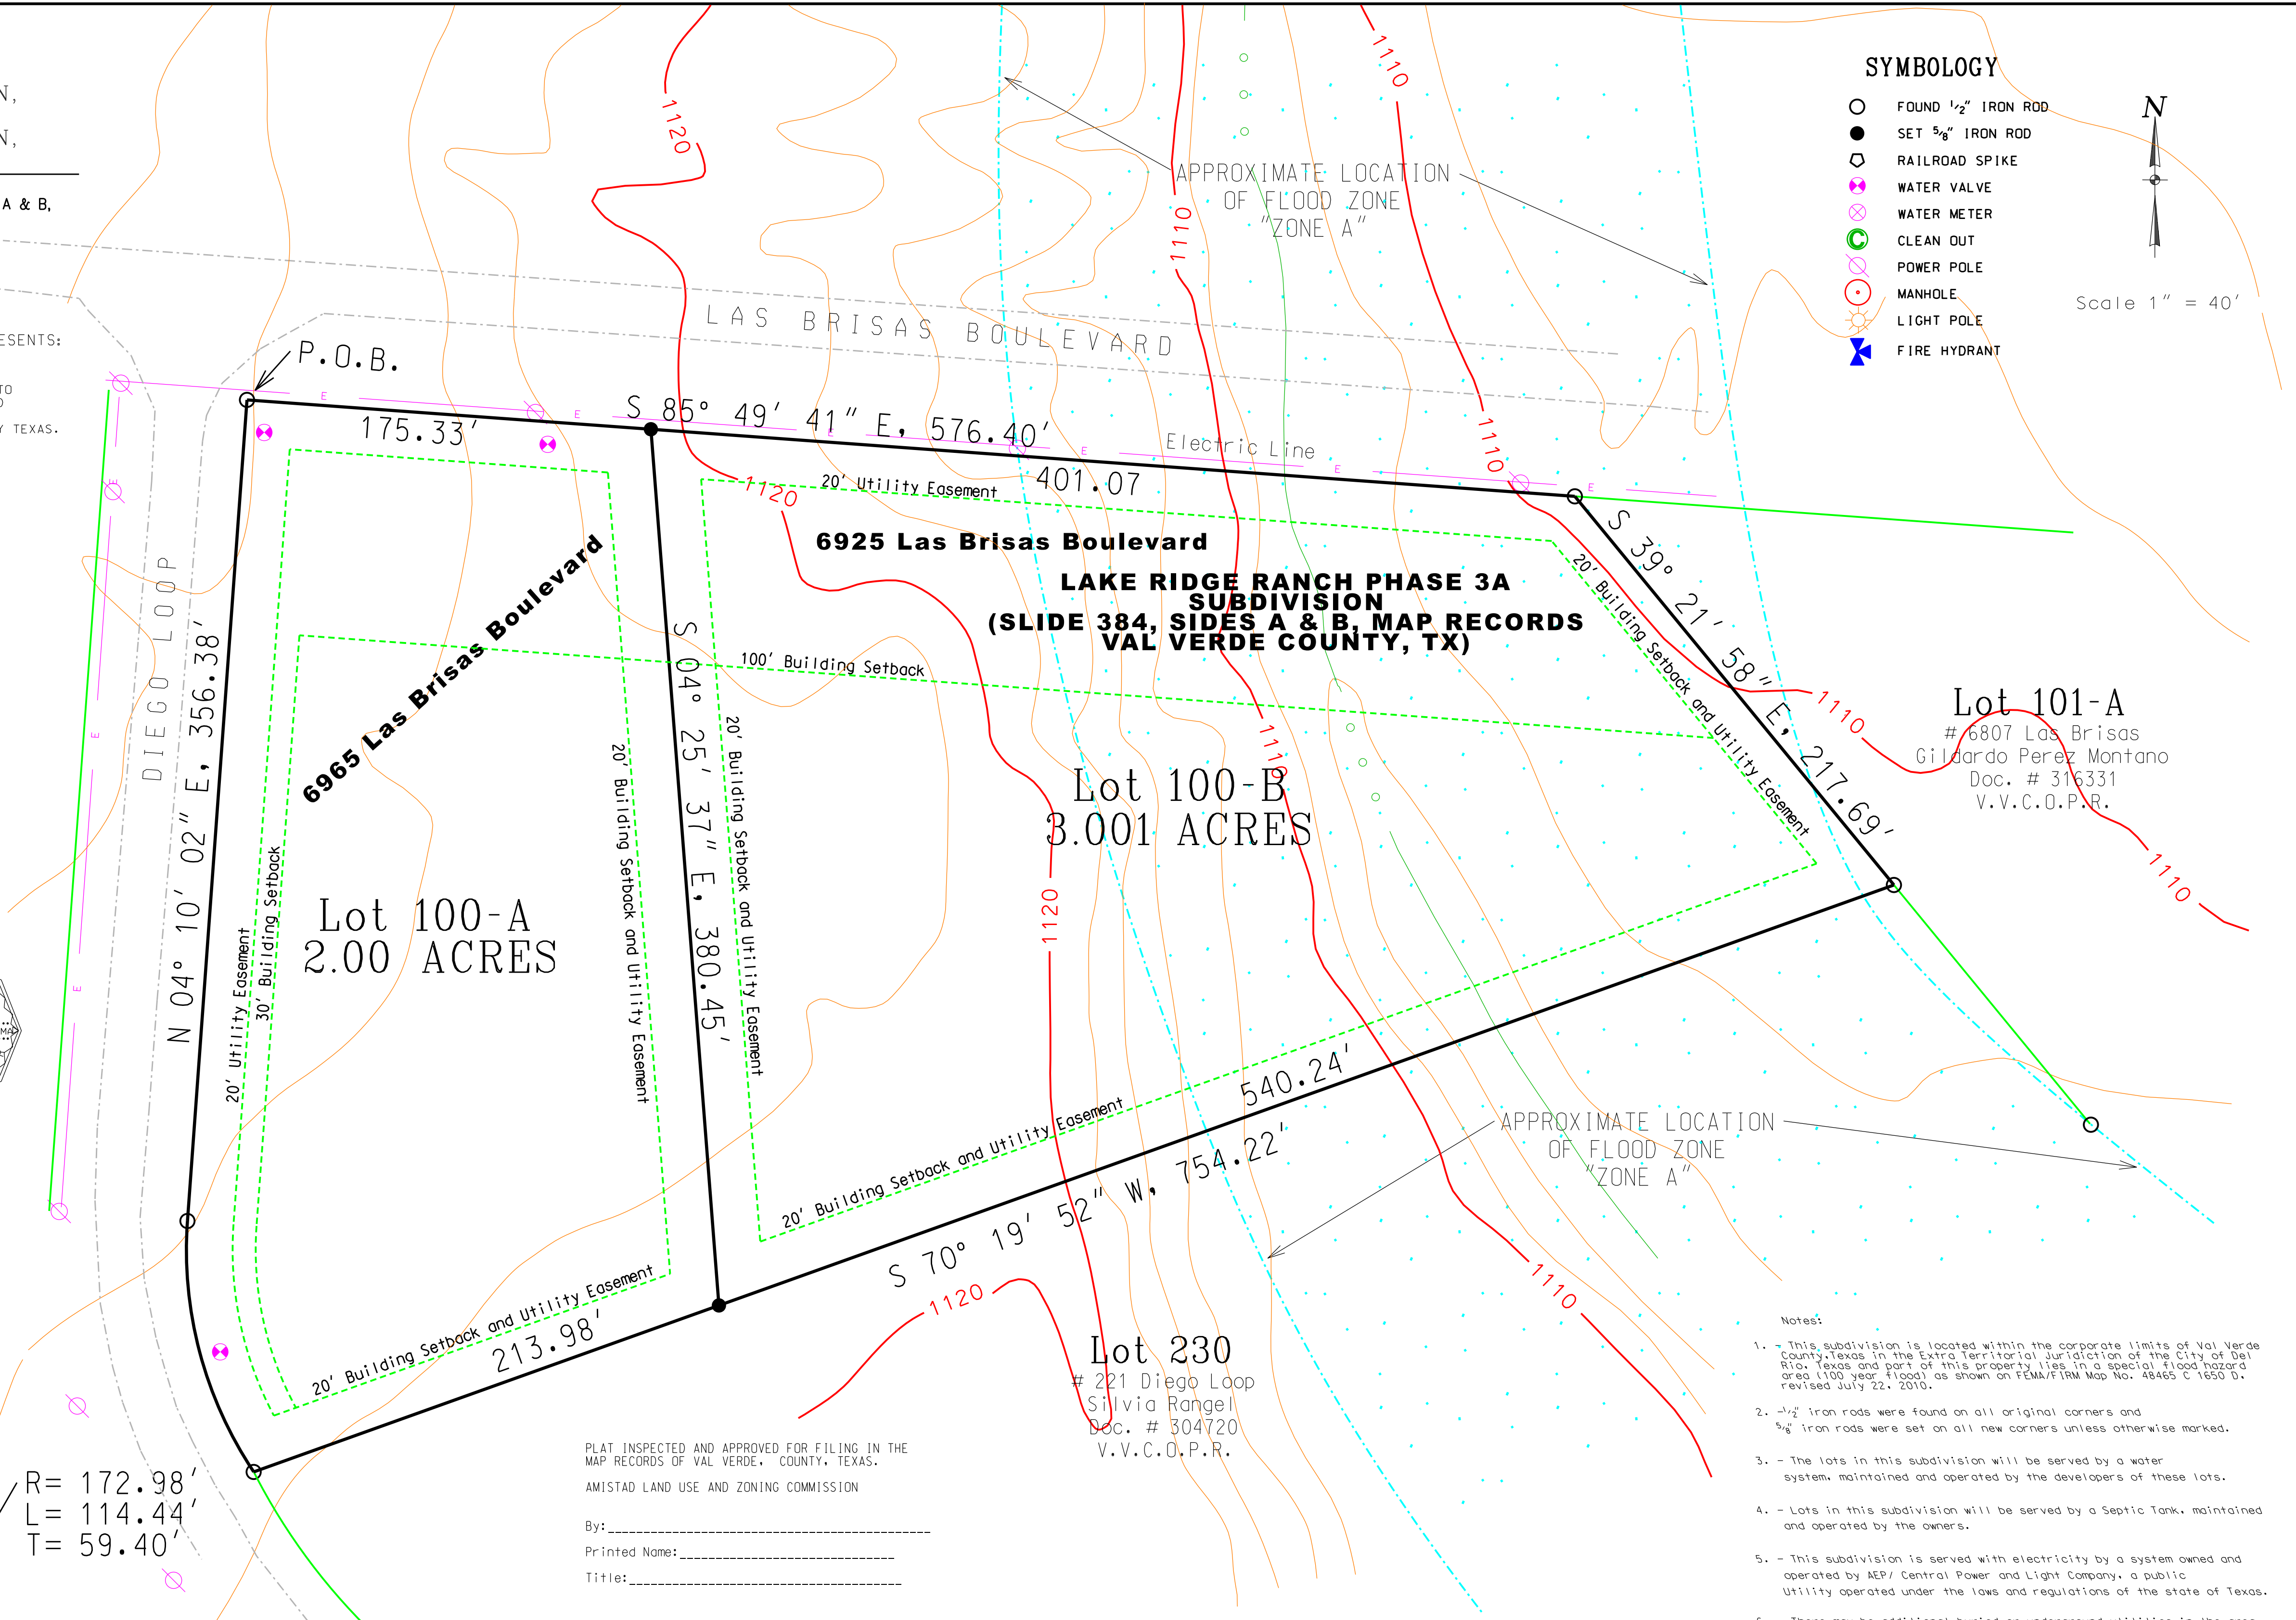 N,
N,
A & B,
ESENTS:
TO
Y TEXAS.
SYMBOLOGY
FOUND 1/2" IRON ROD
SET 5/8" IRON ROD
RAILROAD SPIKE
WATER VALVE
WATER METER
C CLEAN OUT
POWER POLE
MANHOLE
LIGHT POLE
FIRE HYDRANT
N
Scale 1" = 40'
1120
1110
1110
APPROXIMATE LOCATION
OF FLOOD ZONE
"ZONE A"
LAS BRISAS BOULEVARD
P.O.B.
E
E
E
E
E
E
S 85° 49' 41" E, 576.40'
175.33'
Electric Line
401.07
1110
1120
20' Utility Easement
6925 Las Brisas Boulevard
LAKE RIDGE RANCH PHASE 3A
SUBDIVISION
(SLIDE 384, SIDES A & B, MAP RECORDS
VAL VERDE COUNTY, TX)
6965 Las Brisas Boulevard
DIEGO LOOP
E
E
E
N 04° 10' 02" E, 356.38'
20' Utility Easement
30' Building Setback
Lot 100-A
2.00 ACRES
20' Building Setback and Utility Easement
S 04° 25' 37" E, 380.45'
20' Building Setback and Utility Easement
100' Building Setback
Lot 100-B
3.001 ACRES
1110
1120
20' Building Setback and Utility Easement
S 39° 21' 58" E, 217.69'
1110
Lot 101-A
# 6807 Las Brisas
Gildardo Perez Montano
Doc. # 316331
V.V.C.O.P.R.
1110
20' Building Setback and Utility Easement
540.24'
S 70° 19' 52" W, 754.22'
20' Building Setback and Utility Easement
213.98'
APPROXIMATE LOCATION
OF FLOOD ZONE
"ZONE A"
1120
1110
Lot 230
# 221 Diego Loop
Silvia Rangel
Doc. # 304720
V.V.C.O.P.R.
R= 172.98'
L= 114.44'
T= 59.40'
PLAT INSPECTED AND APPROVED FOR FILING IN THE
MAP RECORDS OF VAL VERDE, COUNTY, TEXAS.
AMISTAD LAND USE AND ZONING COMMISSION
By:
Printed Name:
Title:
Notes:
1. - This subdivision is located within the corporate limits of Val Verde
County,Texas in the Extra Territorial Juridiction of the City of Del
Rio, Texas and part of this property lies in a special flood hazard
area (100 year flood) as shown on FEMA/FIRM Map No. 48465 C 1650 D,
revised July 22, 2010.
2. -1/2" iron rods were found on all original corners and
5/8" iron rods were set on all new corners unless otherwise marked.
3. - The lots in this subdivision will be served by a water
system, maintained and operated by the developers of these lots.
4. - Lots in this subdivision will be served by a Septic Tank, maintained
and operated by the owners.
5. - This subdivision is served with electricity by a system owned and
operated by AEP/ Central Power and Light Company, a public
Utility operated under the laws and regulations of the state of Texas.